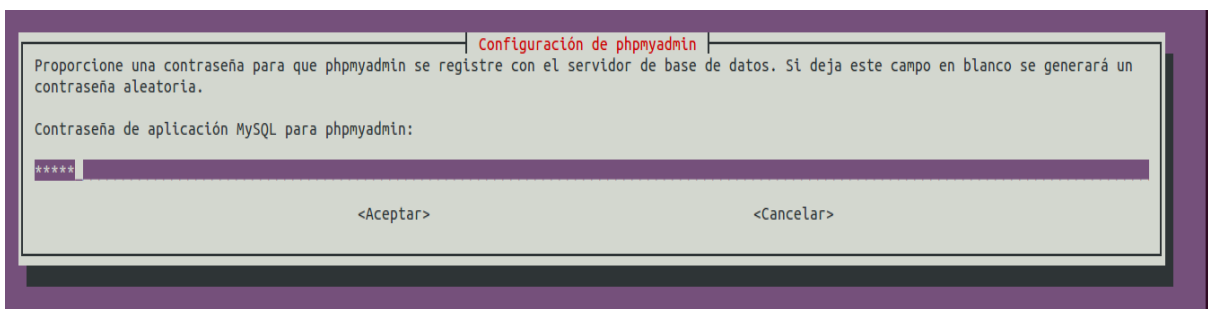 Configuración de phpmyadmin
Proporcione una contraseña para que phpmyadmin se registre con el servidor de base de datos. Si deja este campo en blanco se generará un
contraseña aleatoria.
Contraseña de aplicación MySQL para phpmyadmin:
*****_
<Aceptar> <Cancelar>